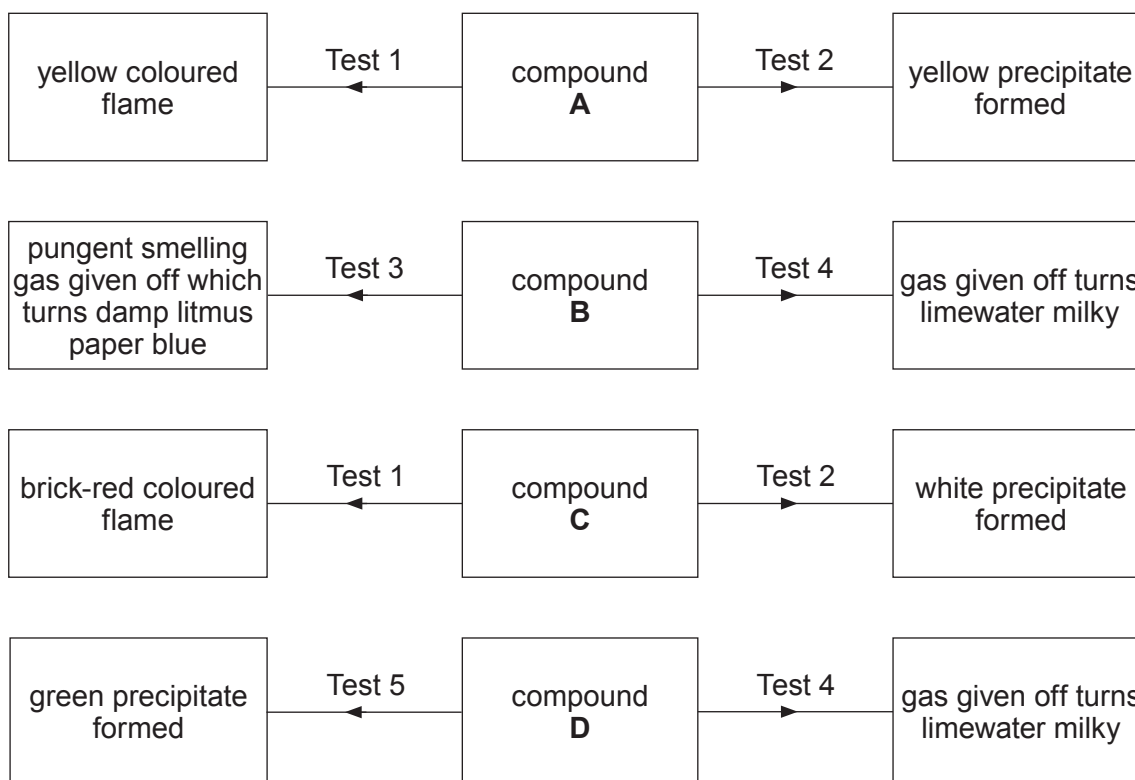 yellow coloured
flame
Test 1
compound
A
Test 2
yellow precipitate
formed
pungent smelling
gas given off which
turns damp litmus
paper blue
Test 3
compound
B
Test 4
gas given off turns
limewater milky
brick-red coloured
flame
Test 1
compound
C
Test 2
white precipitate
formed
green precipitate
formed
Test 5
compound
D
Test 4
gas given off turns
limewater milky